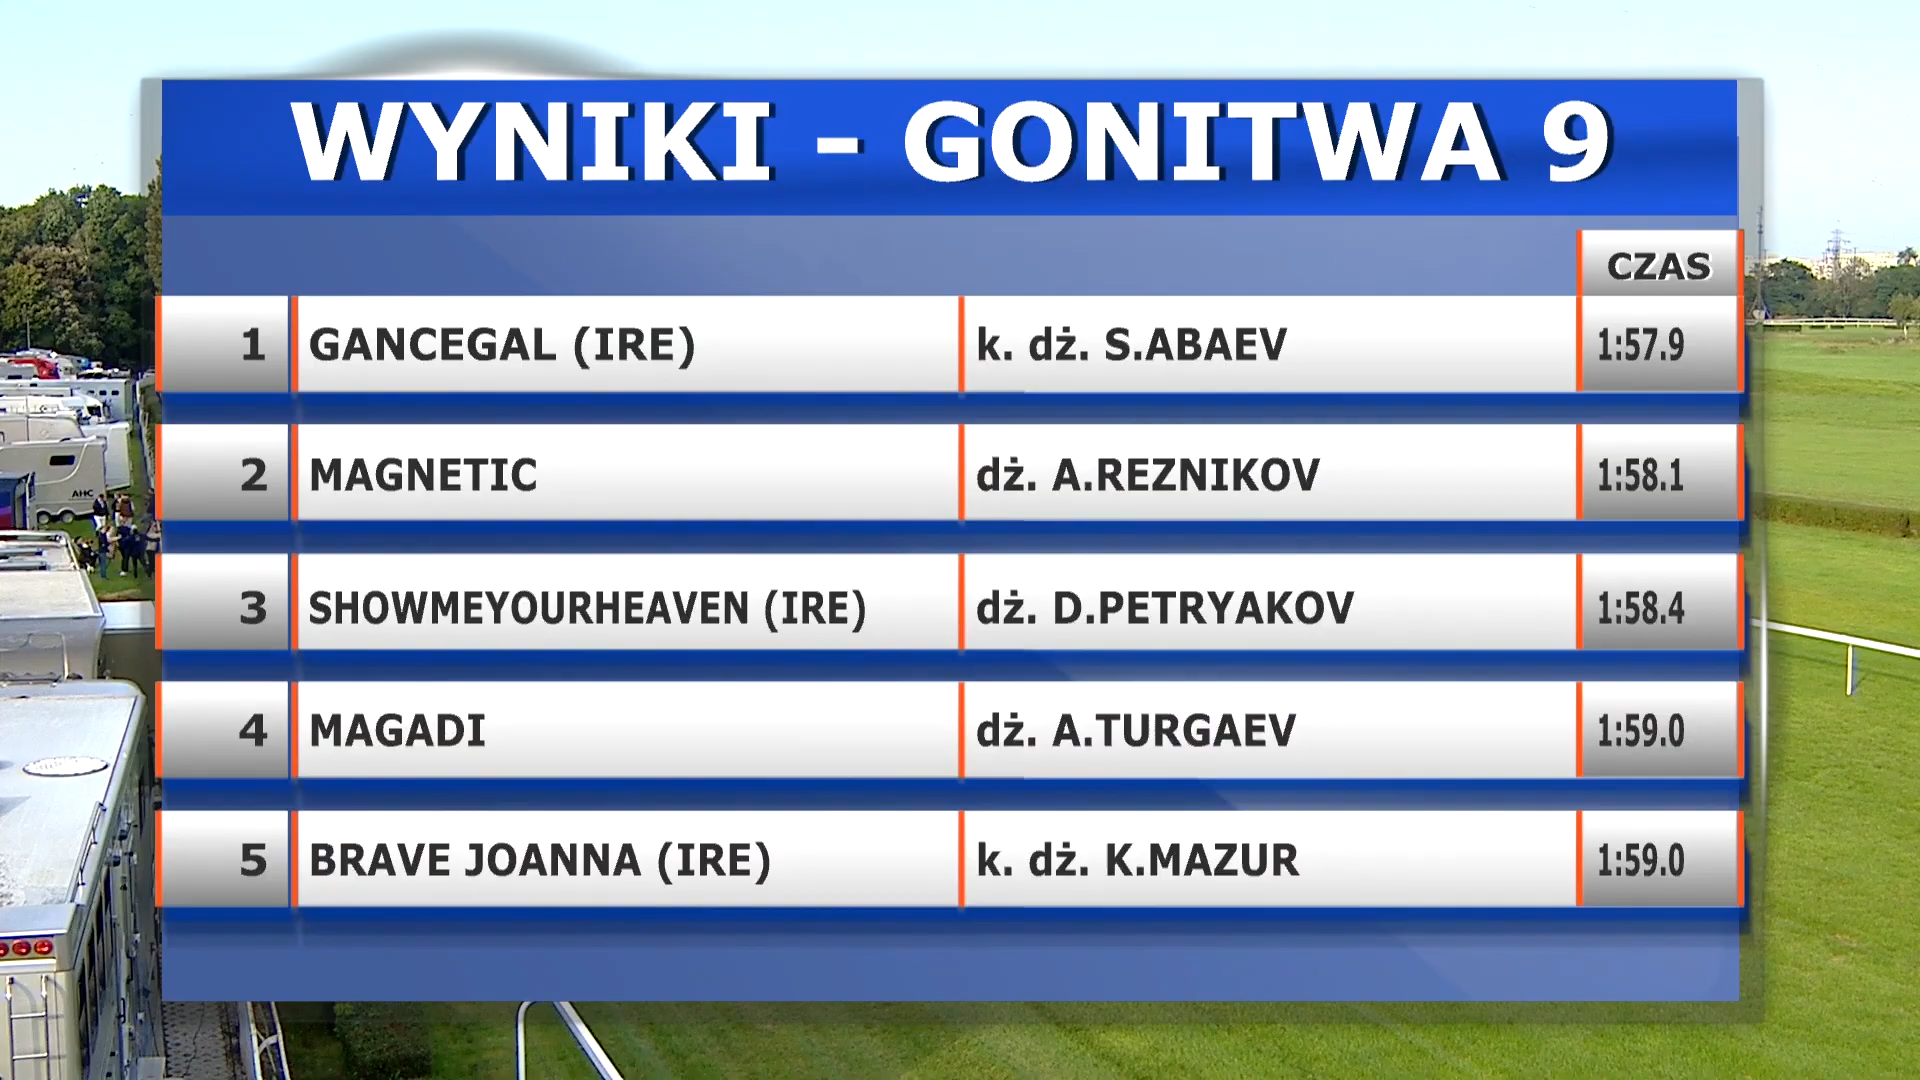 WYNIKI - GONITWA 9
CZAS
1 GANCEGAL (IRE) k. dż. S.ABAEV 1:57.9
2 MAGNETIC dż. A.REZNIKOV 1:58.1
3 SHOWMEYOURHEAVEN (IRE) dż. D.PETRYAKOV 1:58.4
4 MAGADI dż. A.TURGAEV 1:59.0
5 BRAVE JOANNA (IRE) k. dż. K.MAZUR 1:59.0
AHC